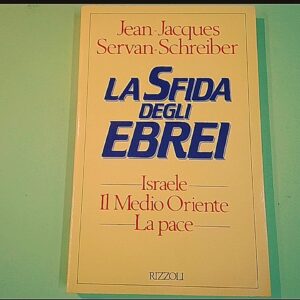 Jean-Jacques
Servan-Schreiber
LA SFIDA
DEGLI
EBREI
Israele
Il Medio Oriente
La pace
RIZZOLI